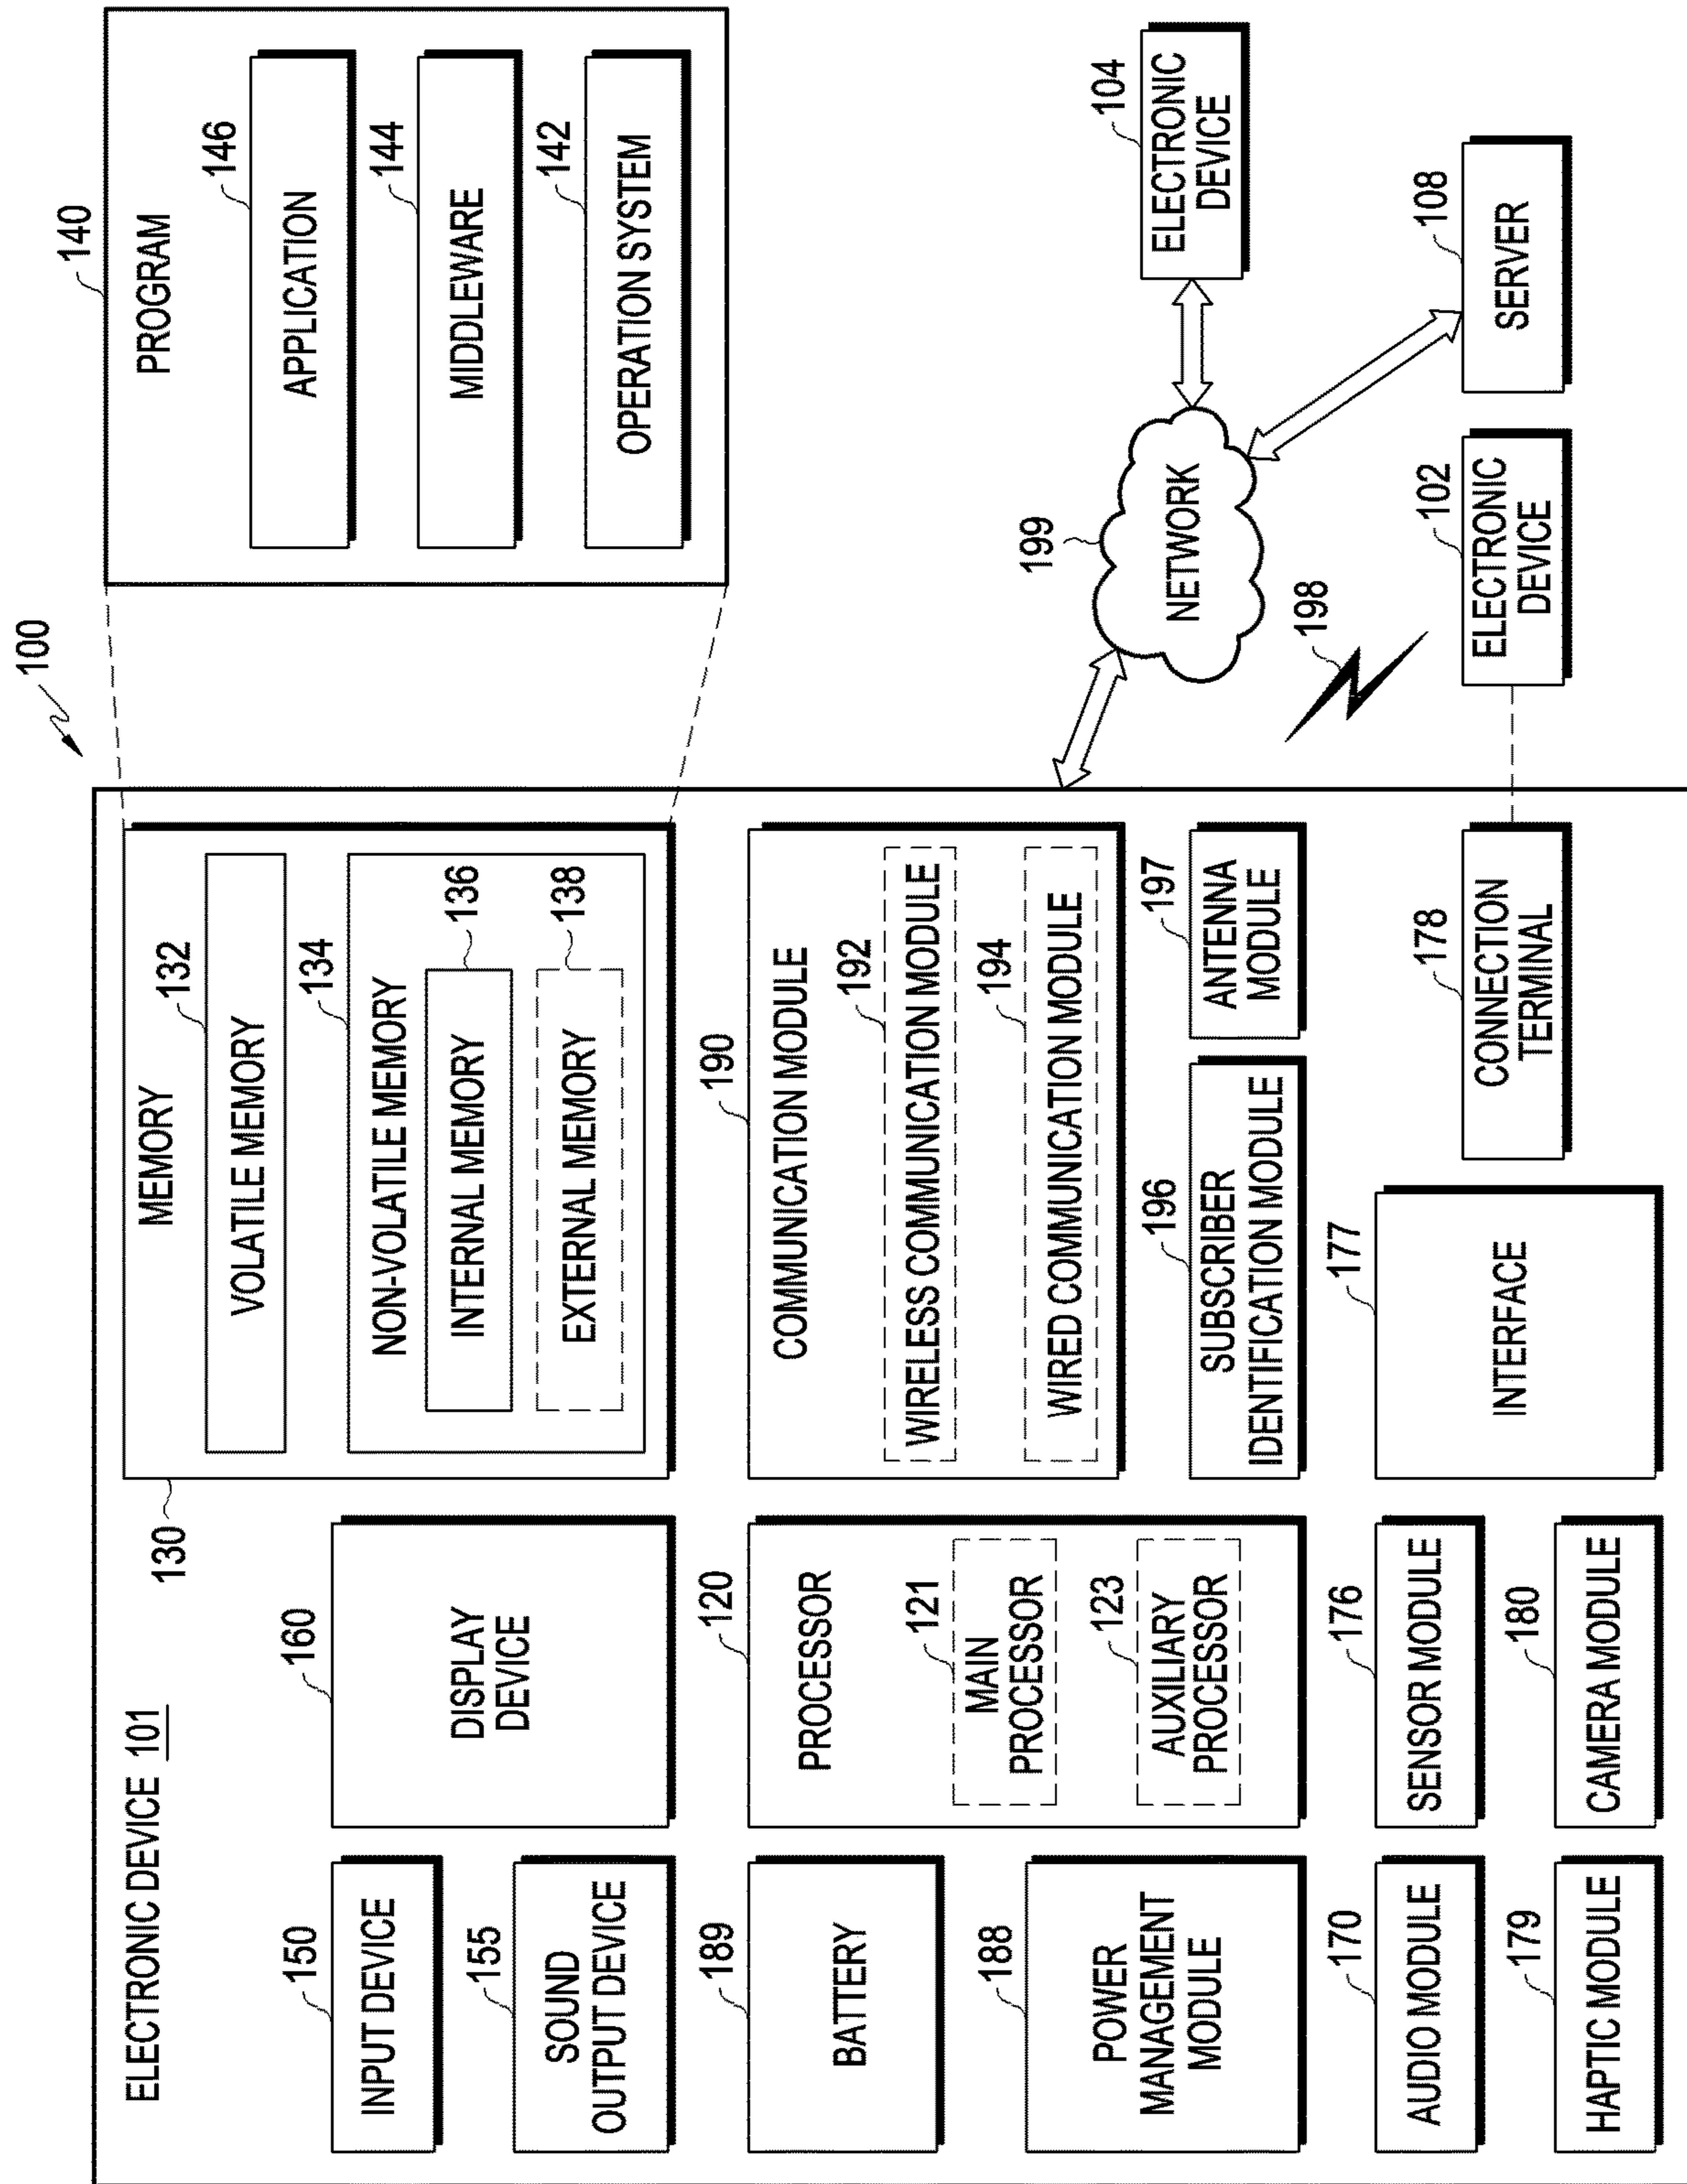 100
ELECTRONIC DEVICE 101
150
INPUT DEVICE
155
SOUND
OUTPUT DEVICE
160
DISPLAY
DEVICE
130
MEMORY
132
VOLATILE MEMORY
134
NON-VOLATILE MEMORY
136
INTERNAL MEMORY
138
EXTERNAL MEMORY
140
PROGRAM
146
APPLICATION
144
MIDDLEWARE
142
OPERATION SYSTEM
189
BATTERY
188
POWER
MANAGEMENT
MODULE
120
PROCESSOR
121
MAIN
PROCESSOR
123
AUXILIARY
PROCESSOR
190
COMMUNICATION MODULE
192
WIRELESS COMMUNICATION MODULE
194
WIRED COMMUNICATION MODULE
196
SUBSCRIBER
IDENTIFICATION MODULE
197
ANTENNA
MODULE
170
AUDIO MODULE
176
SENSOR MODULE
179
HAPTIC MODULE
180
CAMERA MODULE
177
INTERFACE
178
CONNECTION
TERMINAL
199
NETWORK
104
ELECTRONIC
DEVICE
198
102
ELECTRONIC
DEVICE
108
SERVER